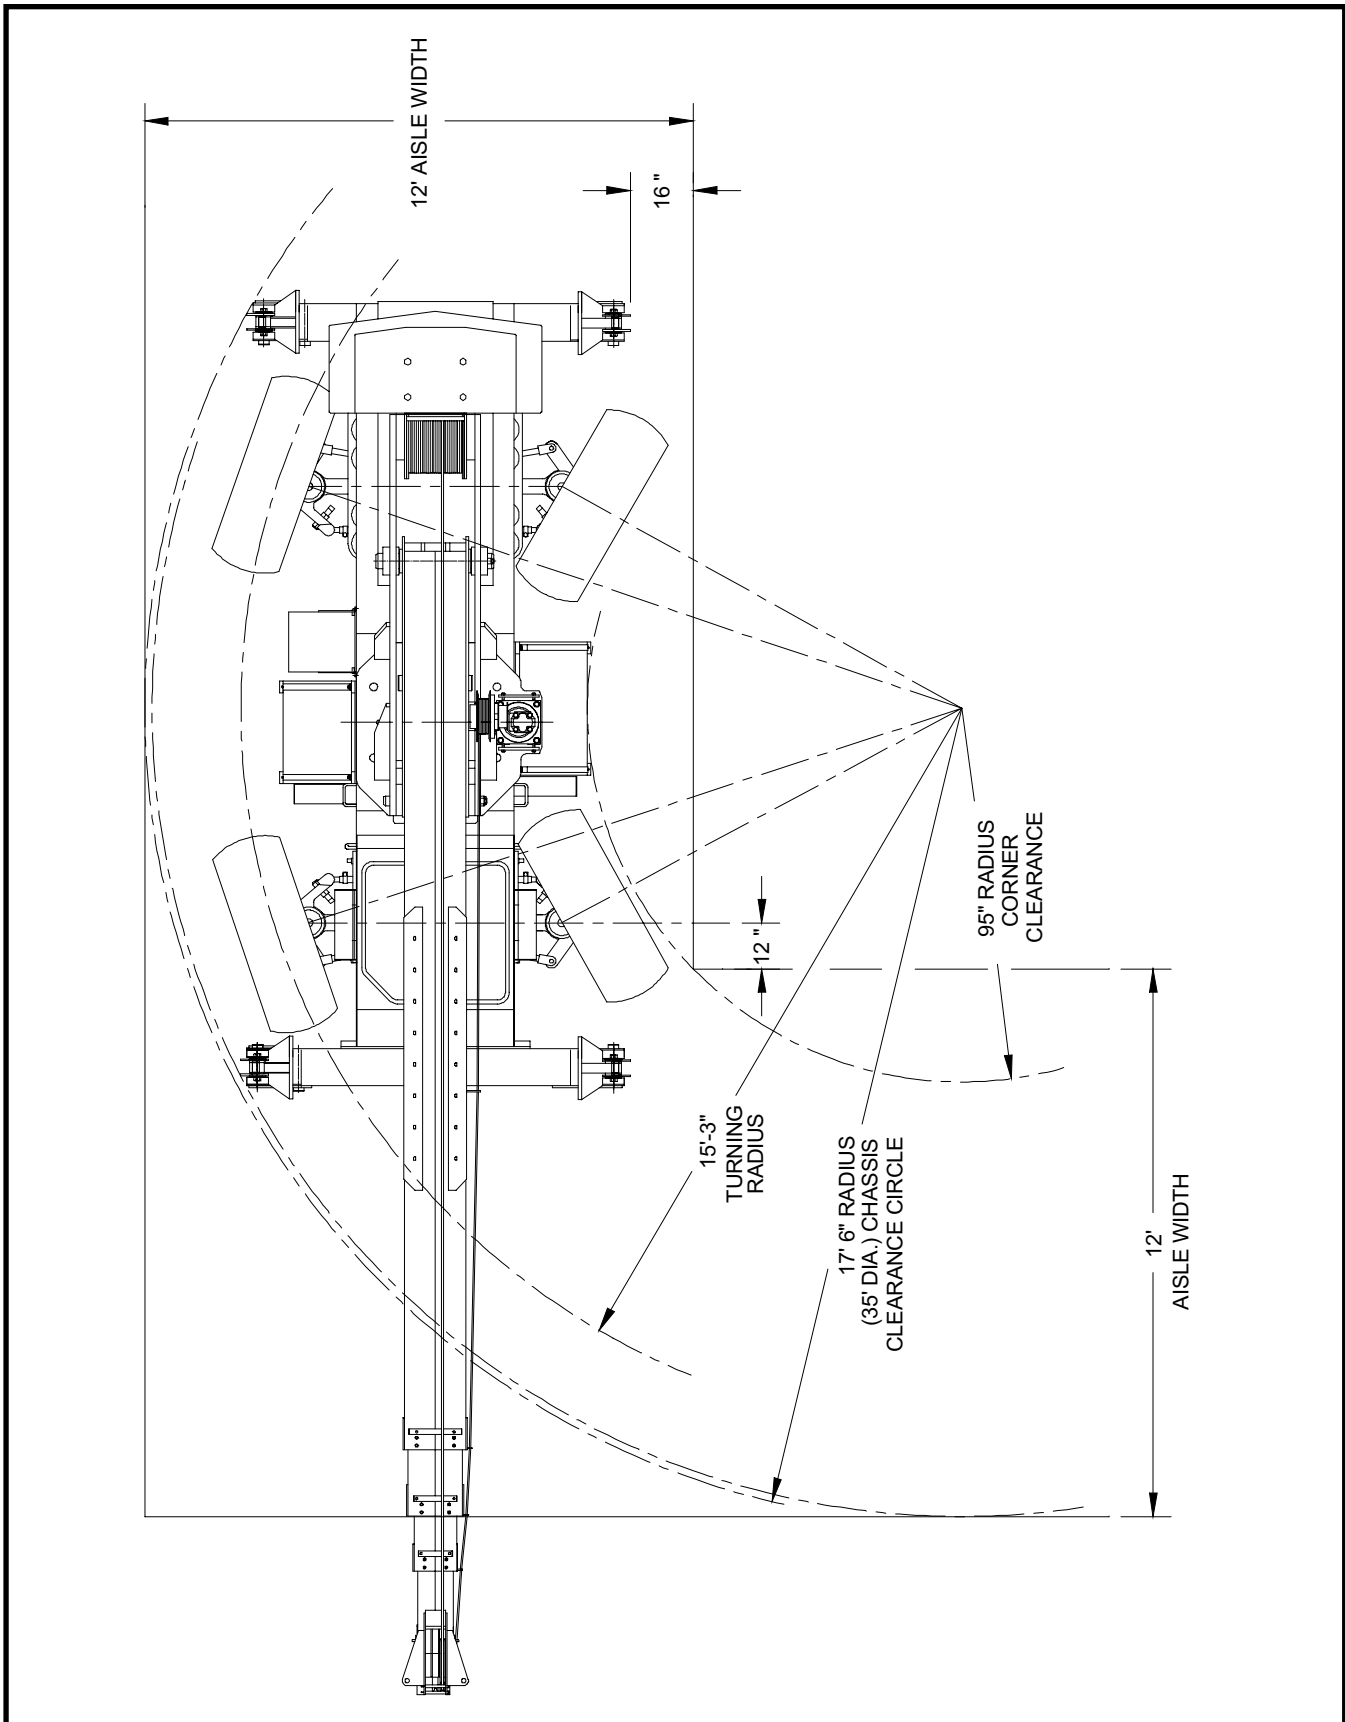 12' AISLE WIDTH
16 "
12 "
95" RADIUS
CORNER
CLEARANCE
15'-3"
TURNING
RADIUS
17' 6" RADIUS
(35' DIA.) CHASSIS
CLEARANCE CIRCLE
12'
AISLE WIDTH